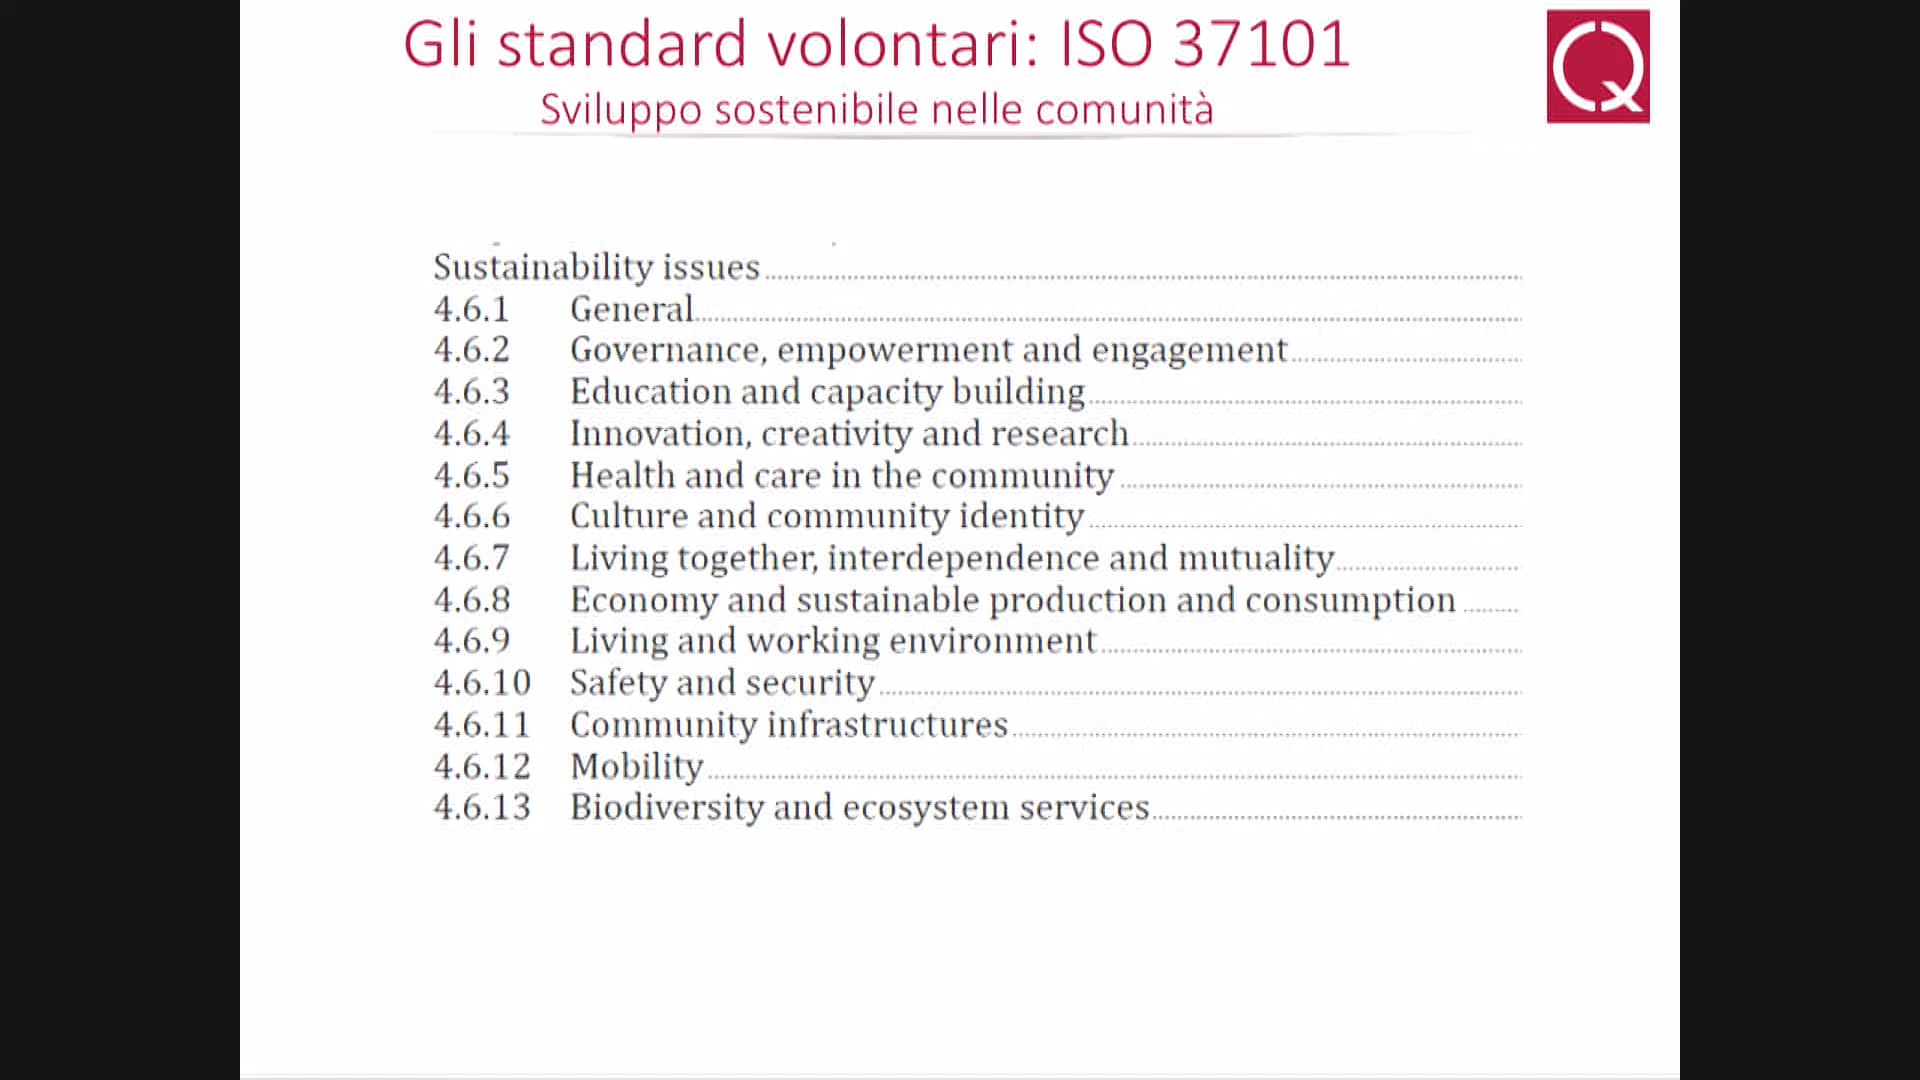 Gli standard volontari: ISO 37101
Sviluppo sostenibile nelle comunità
Sustainability issues
4.6.1 General
4.6.2 Governance, empowerment and engagement
4.6.3 Education and capacity building
4.6.4 Innovation, creativity and research
4.6.5 Health and care in the community
4.6.6 Culture and community identity
4.6.7 Living together, interdependence and mutuality
4.6.8 Economy and sustainable production and consumption
4.6.9 Living and working environment
4.6.10 Safety and security
4.6.11 Community infrastructures
4.6.12 Mobility
4.6.13 Biodiversity and ecosystem services